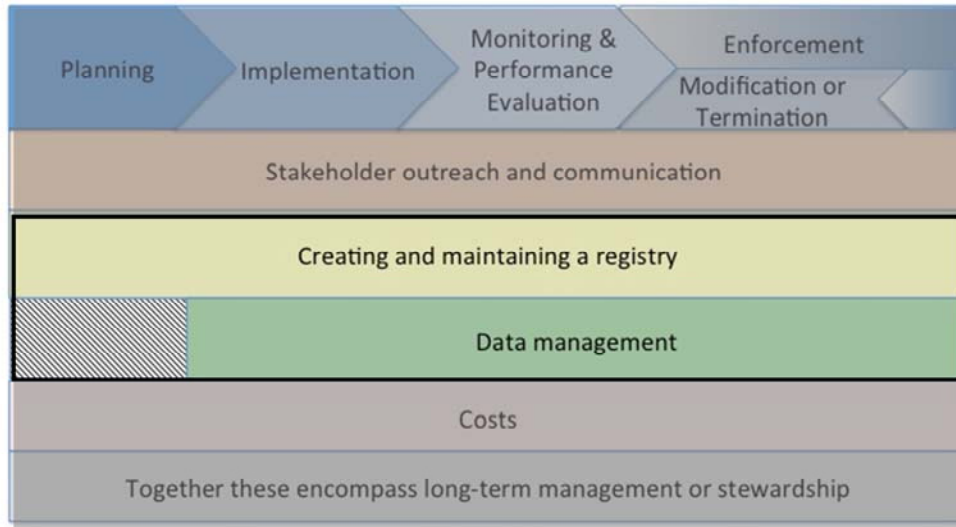 Planning
Implementation
Monitoring &
Performance
Evaluation
Enforcement
Modification or
Termination
Stakeholder outreach and communication
Creating and maintaining a registry
Data management
Costs
Together these encompass long-term management or stewardship